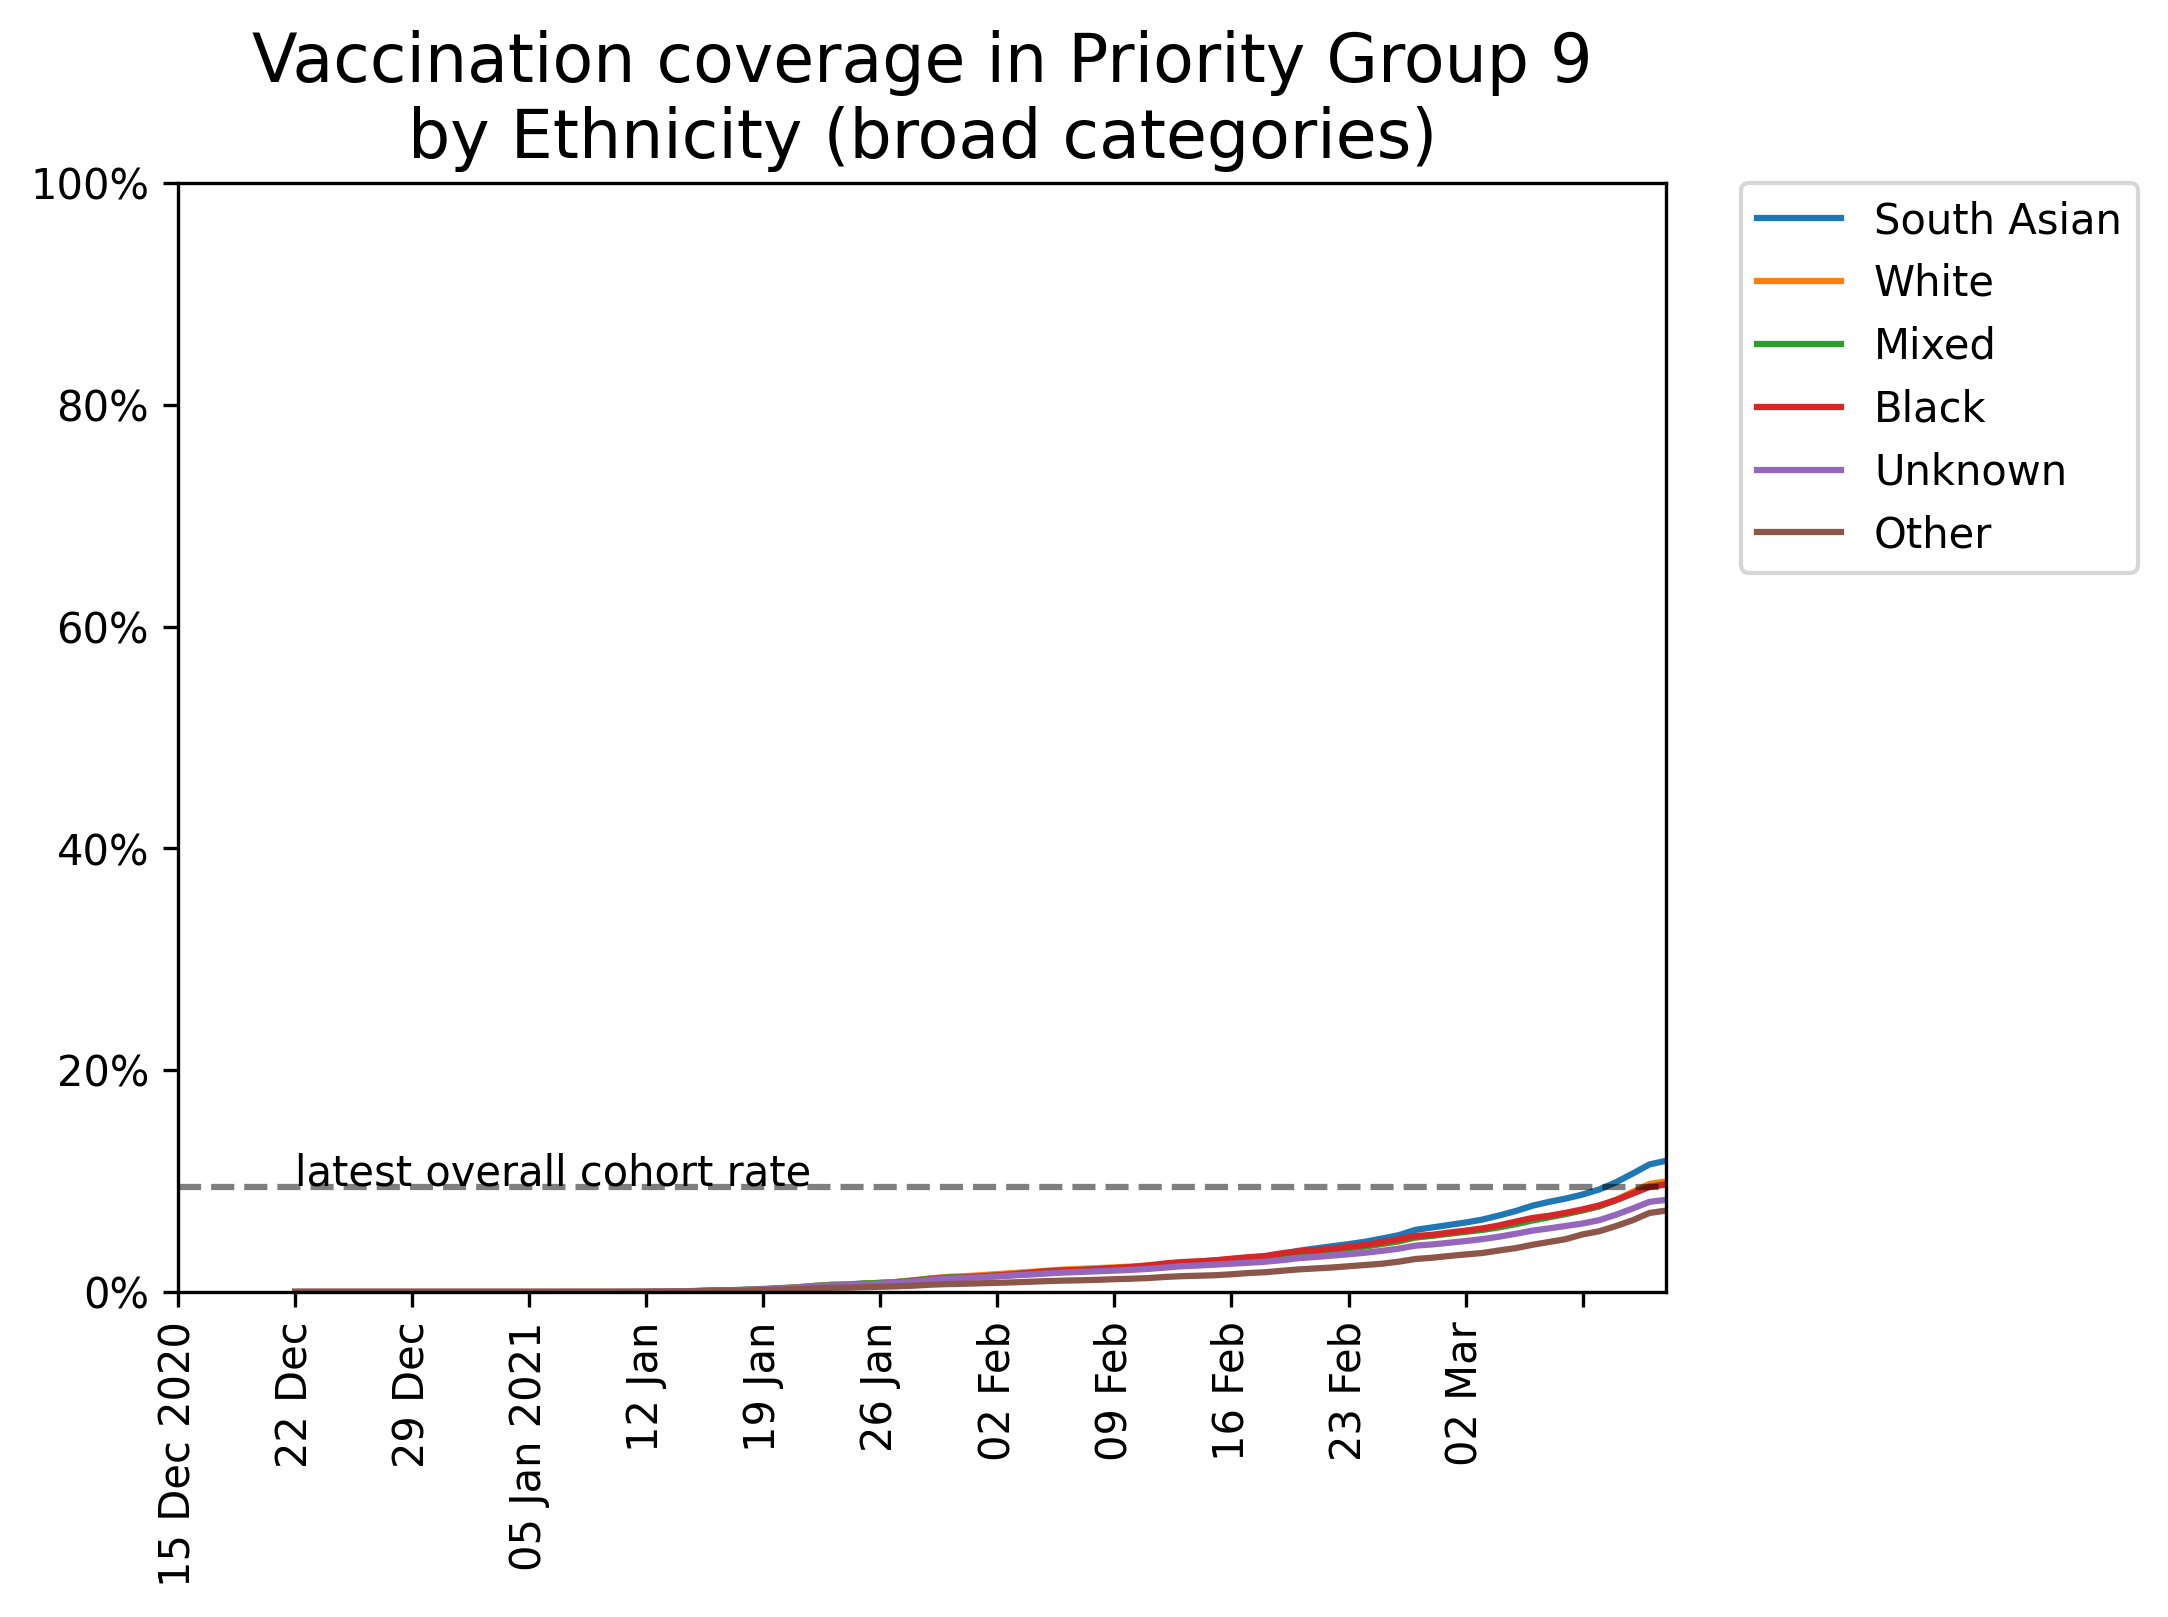 Vaccination coverage in Priority Group 9
by Ethnicity (broad categories)
100%
80%
60%
40%
20%
0%
latest overall cohort rate
15 Dec 2020
22 Dec
29 Dec
05 Jan 2021
12 Jan
19 Jan
26 Jan
02 Feb
09 Feb
16 Feb
23 Feb
02 Mar
South Asian
White
Mixed
Black
Unknown
Other